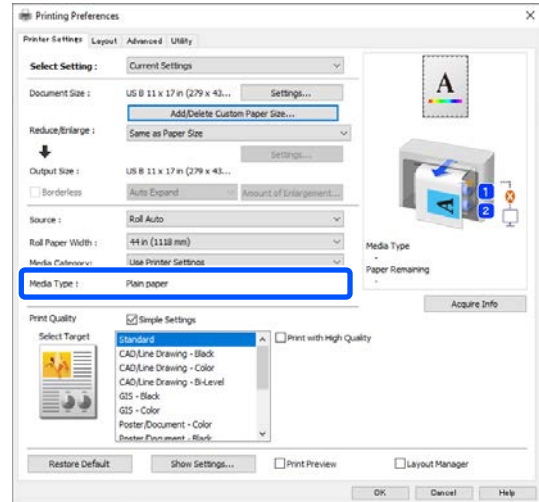 Printing Preferences
Printer Settings Layout Advanced Utility
Select Setting : Current Settings
Document Size : US B 11 x 17 in (279 x 43... Settings...
Add/Delete Custom Paper Size...
Reduce/Enlarge : Same as Paper Size
Settings...
Output Size : US B 11 x 17 in (279 x 43...
Borderless Auto Expand Amount of Enlargement...
Source : Roll Auto
Roll Paper Width : 44 in (1118 mm)
Media Category: Use Printer Settings
Media Type : Plain paper
Print Quality Simple Settings
Select Target
Standard
CAD/Line Drawing - Black
CAD/Line Drawing - Color
CAD/Line Drawing - Bi-Level
GIS - Black
GIS - Color
Poster/Document - Color
Poster/Document - Black
Print with High Quality
A
A
1
2
Media Type
-
Paper Remaining
-
Acquire Info
Restore Default Show Settings... Print Preview Layout Manager
OK Cancel Help